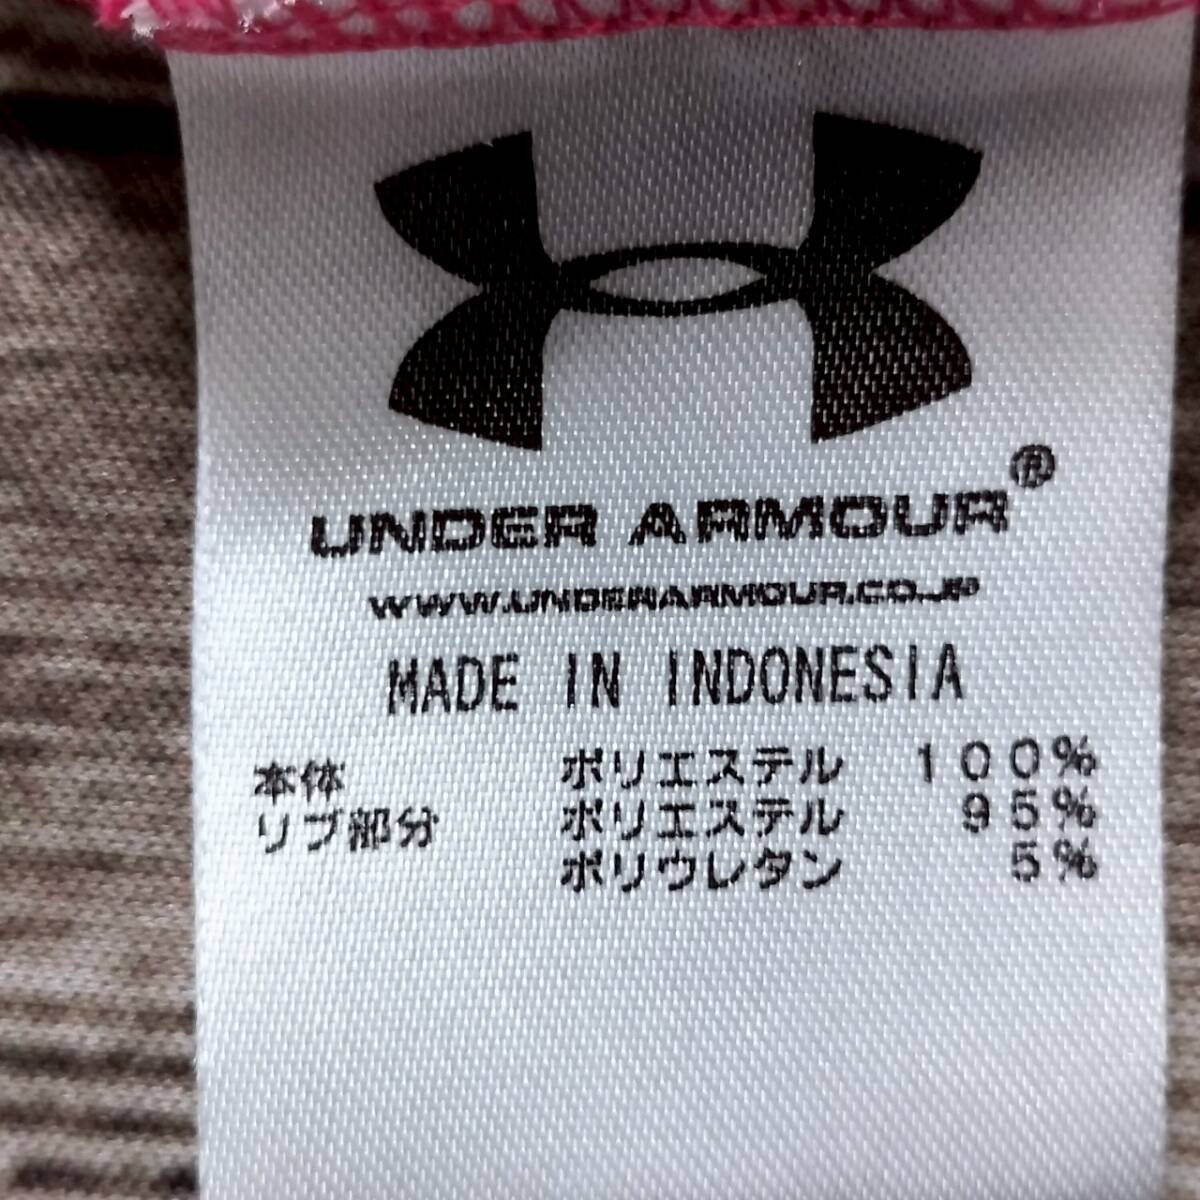 UNDER ARMOUR®
WWW.UNDERARMOUR.CO.JP
MADE IN INDONESIA
本体 ポリエステル 100%
リブ部分 ポリエステル 95%
ポリウレタン 5%